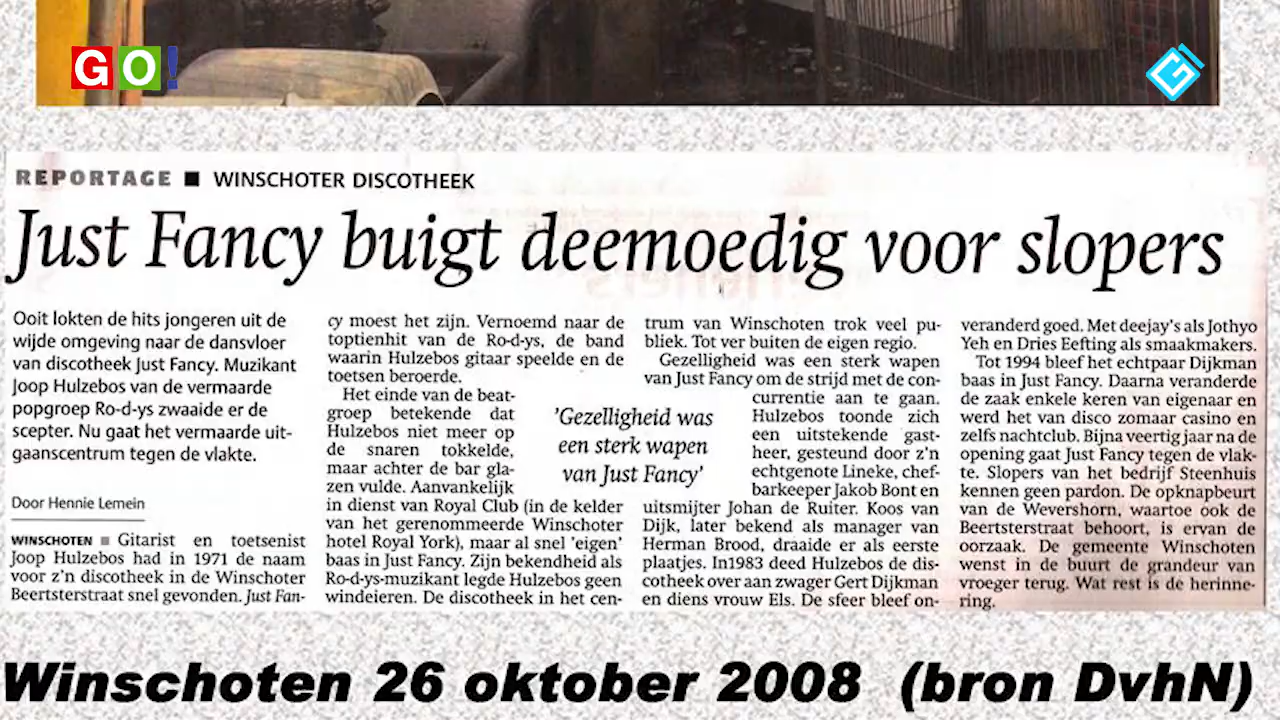 GO!
G
REPORTAGE ■ WINSCHOTER DISCOTHEEK
Just Fancy buigt deemoedig voor slopers
Ooit lokten de hits jongeren uit de
wijde omgeving naar de dansvloer
van discotheek Just Fancy. Muzikant
Joop Hulzebos van de vermaarde
popgroep Ro-d-ys zwaaide er de
scepter. Nu gaat het vermaarde uit-
gaanscentrum tegen de vlakte.
Door Hennie Lemein
WINSCHOTEN ■ Gitarist en toetsenist
Joop Hulzebos had in 1971 de naam
voor z'n discotheek in de Winschoter
Beertsterstraat snel gevonden. Just Fan-
cy moest het zijn. Vernoemd naar de
toptienhit van de Ro-d-ys, de band
waarin Hulzebos gitaar speelde en de
toetsen beroerde.
Het einde van de beat-
groep betekende dat
Hulzebos niet meer op
de snaren tokkelde,
maar achter de bar gla-
zen vulde. Aanvankelijk
in dienst van Royal Club (in de kelder
van het gerenommeerde Winschoter
hotel Royal York), maar al snel 'eigen'
baas in Just Fancy. Zijn bekendheid als
Ro-d-ys-muzikant legde Hulzebos geen
windeieren. De discotheek in het cen-
'Gezelligheid was
een sterk wapen
van Just Fancy'
trum van Winschoten trok veel pu-
bliek. Tot ver buiten de eigen regio.
Gezelligheid was een sterk wapen
van Just Fancy om de strijd met de con-
currentie aan te gaan.
Hulzebos toonde zich
een uitstekende gast-
heer, gesteund door z'n
echtgenote Lineke, chef-
barkeeper Jakob Bont en
uitsmijter Johan de Ruiter. Koos van
Dijk, later bekend als manager van
Herman Brood, draaide er als eerste
plaatjes. In1983 deed Hulzebos de dis-
cotheek over aan zwager Gert Dijkman
en diens vrouw Els. De sfeer bleef on-
veranderd goed. Met deejay's als Jothyo
Yeh en Dries Eefting als smaakmakers.
Tot 1994 bleef het echtpaar Dijkman
baas in Just Fancy. Daarna veranderde
de zaak enkele keren van eigenaar en
werd het van disco zomaar casino en
zelfs nachtclub. Bijna veertig jaar na de
opening gaat Just Fancy tegen de vlak-
te. Slopers van het bedrijf Steenhuis
kennen geen pardon. De opknapbeurt
van de Wevershorn, waartoe ook de
Beertsterstraat behoort, is ervan de
oorzaak. De gemeente Winschoten
wenst in de buurt de grandeur van
vroeger terug. Wat rest is de herinne-
ring.
Winschoten 26 oktober 2008 (bron DvhN)